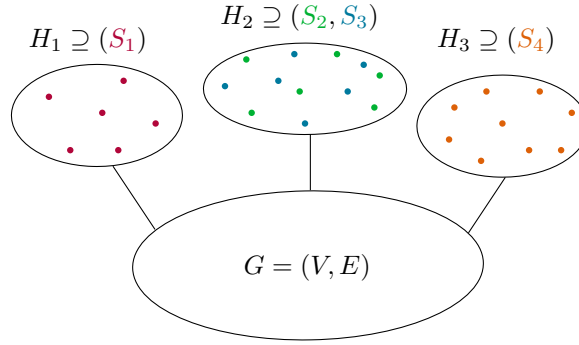 H₁ ⊇ (S₁)
H₂ ⊇ (S₂, S₃)
H₃ ⊇ (S₄)
G = (V, E)